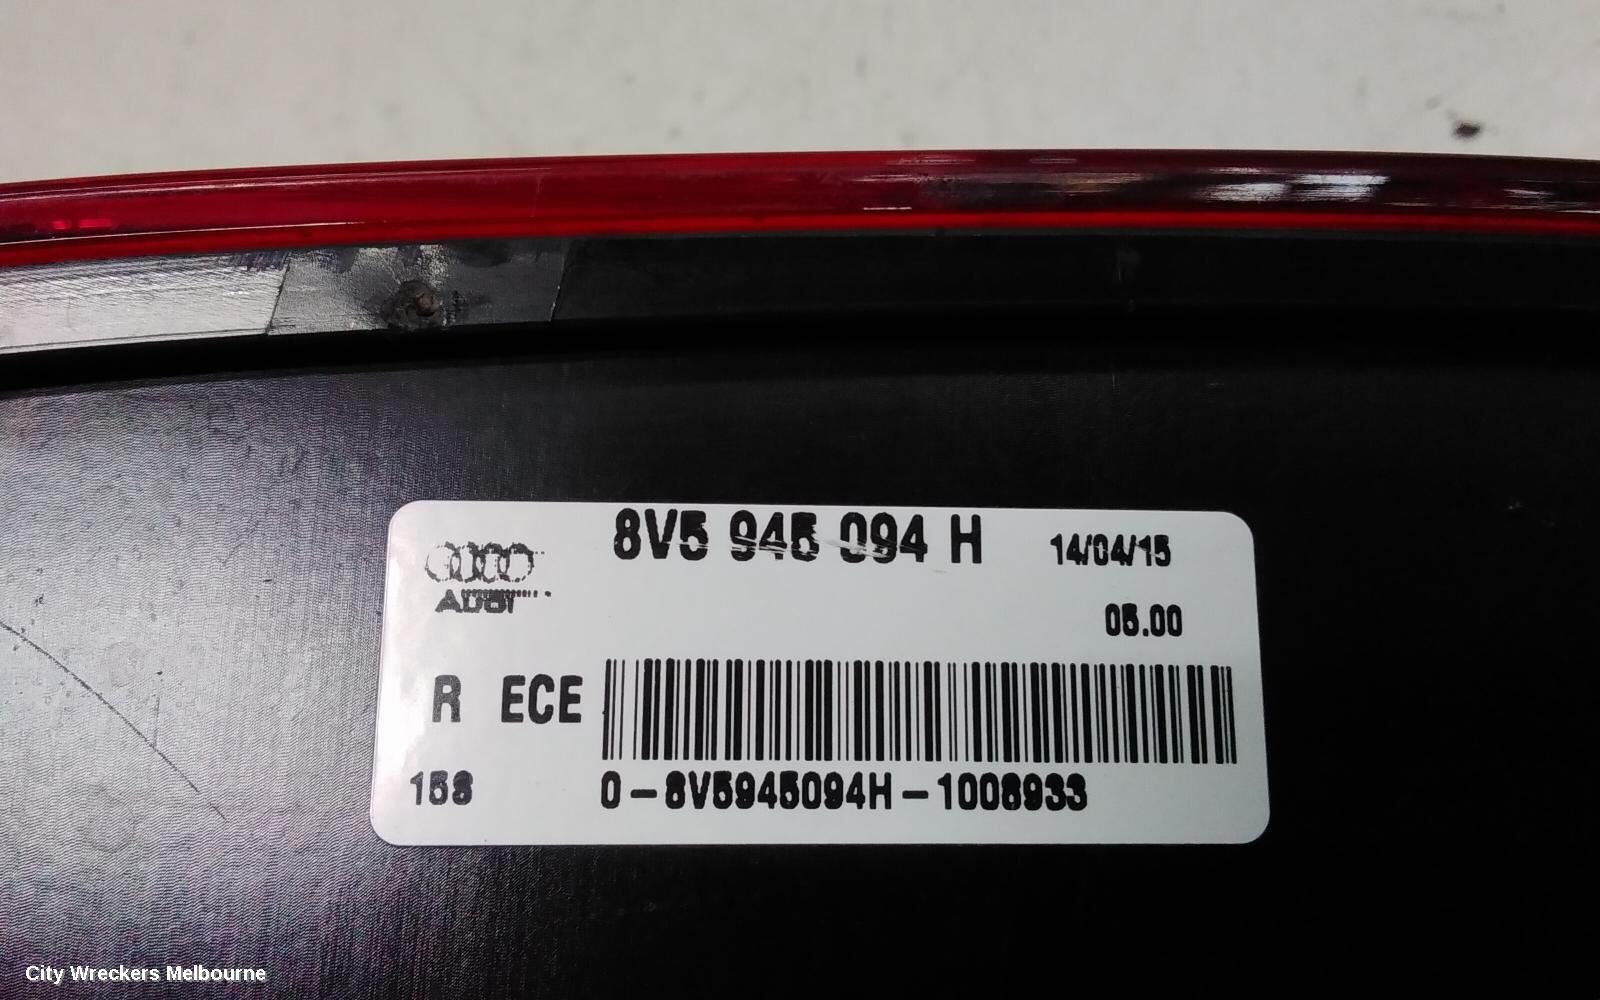 8V5 945 094 H
14/04/15
AUDI
05.00
R ECE
158
0-8V5945094H-1008933
City Wreckers Melbourne